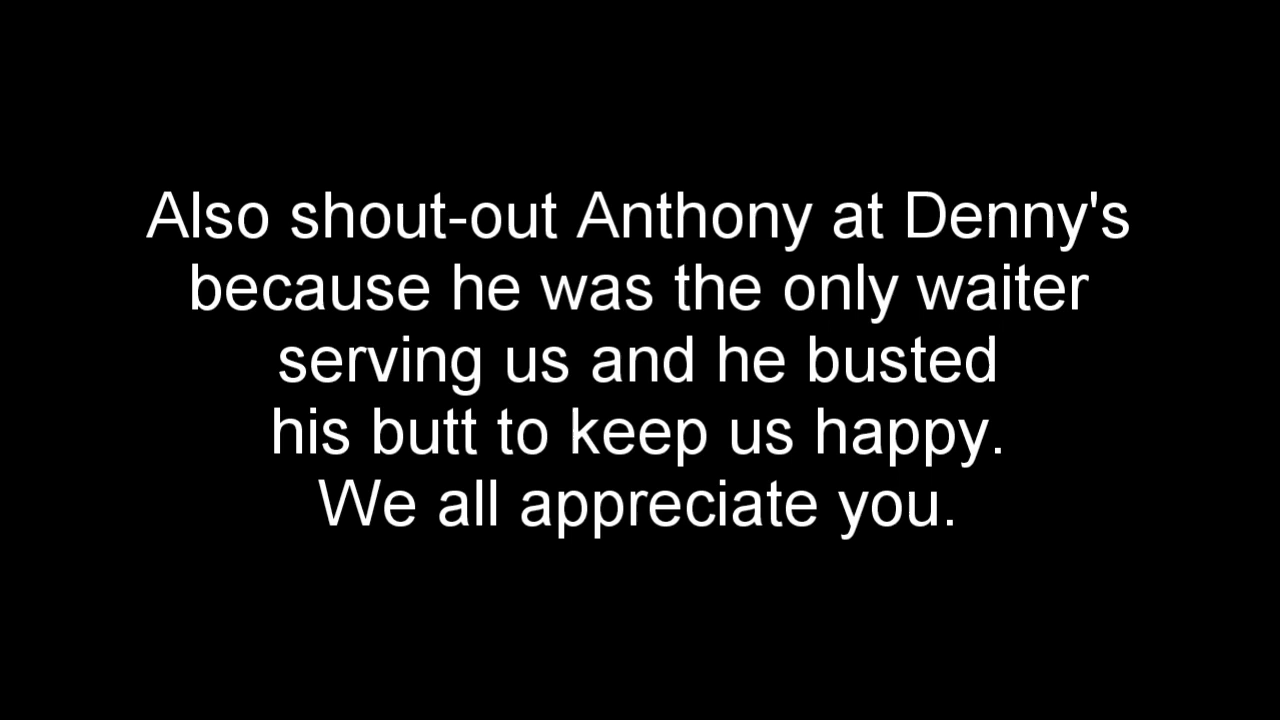 Also shout-out Anthony at Denny's
because he was the only waiter
serving us and he busted
his butt to keep us happy.
We all appreciate you.